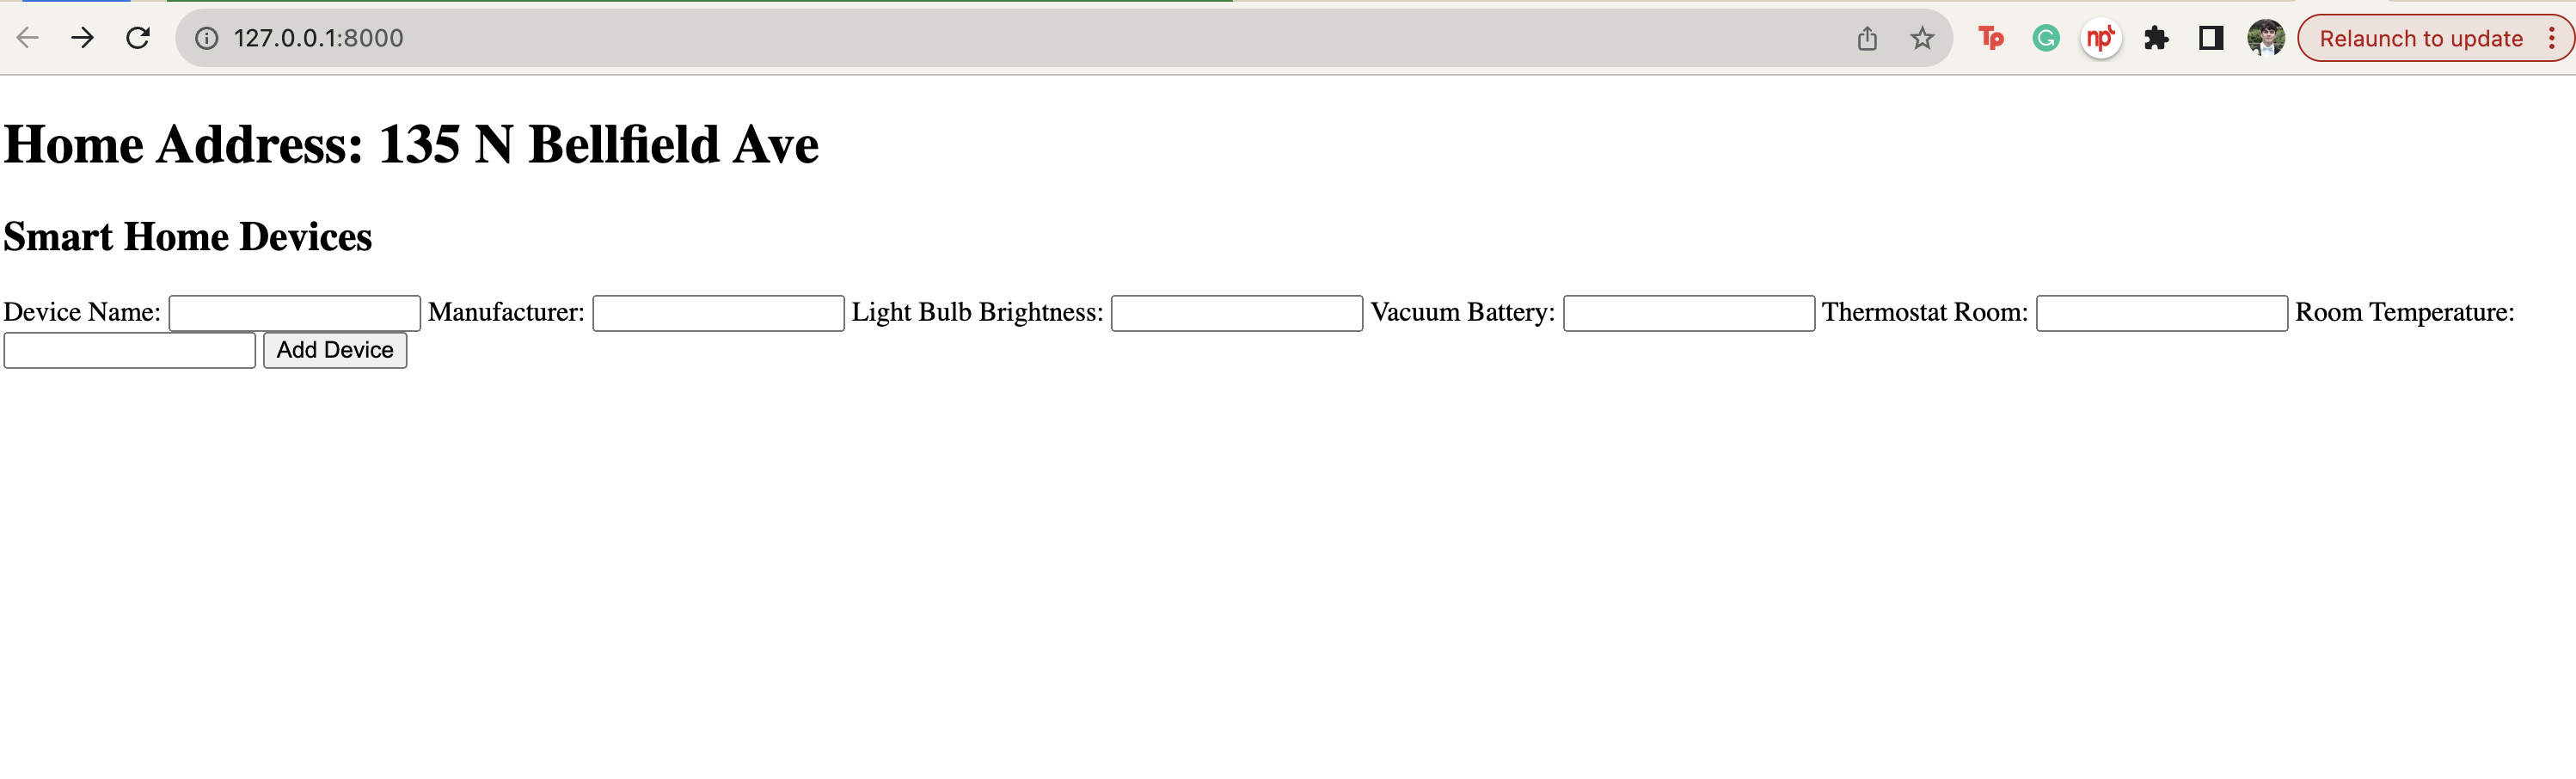 127.0.0.1:8000 Tp G npt Relaunch to update
Home Address: 135 N Bellfield Ave
Smart Home Devices
Device Name: Manufacturer: Light Bulb Brightness: Vacuum Battery: Thermostat Room: Room Temperature:
Add Device